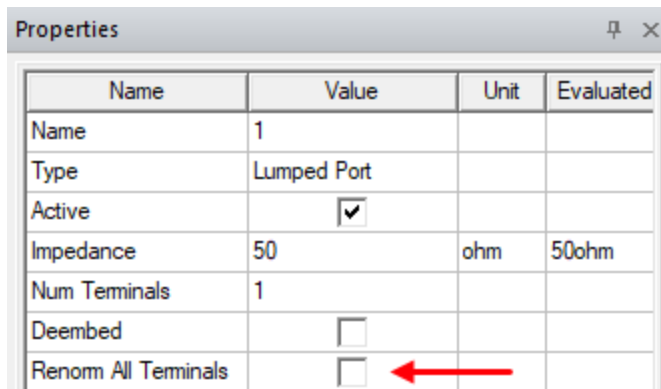 Properties
Name Value Unit Evaluated
Name 1
Type Lumped Port
Active
Impedance 50 ohm 50ohm
Num Terminals 1
Deembed
Renorm All Terminals